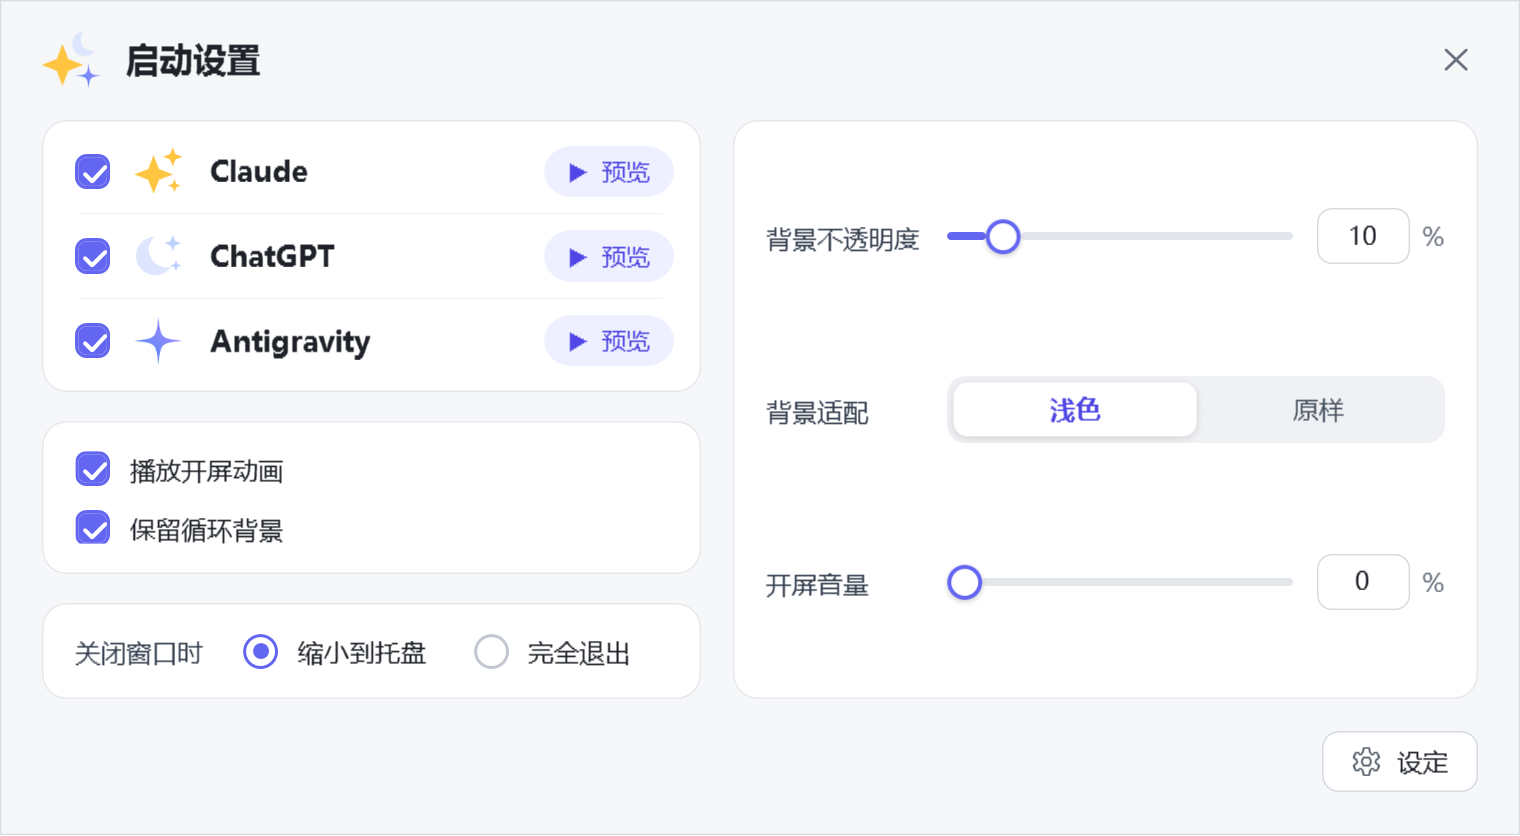 启动设置
Claude
预览
ChatGPT
预览
Antigravity
预览
播放开屏动画
保留循环背景
关闭窗口时
缩小到托盘
完全退出
背景不透明度
10
%
背景适配
浅色
原样
开屏音量
0
%
设定